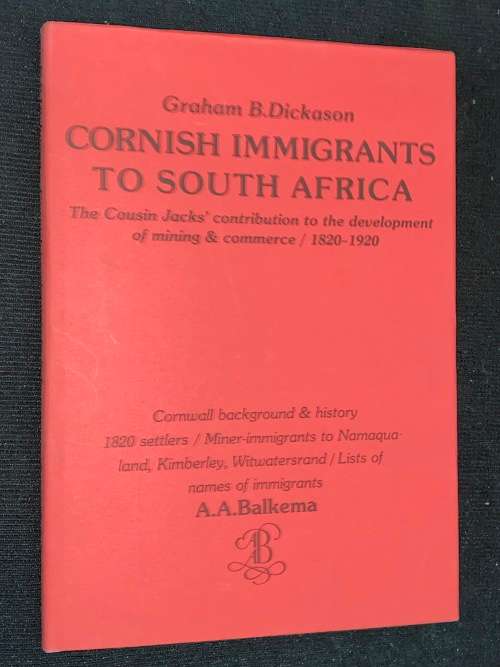 Graham B.Dickason
CORNISH IMMIGRANTS
TO SOUTH AFRICA
The Cousin Jacks' contribution to the development
of mining & commerce / 1820-1920
Cornwall background & history
1820 settlers / Miner-immigrants to Namaqua-
land, Kimberley, Witwatersrand / Lists of
names of immigrants
A.A.Balkema
AB